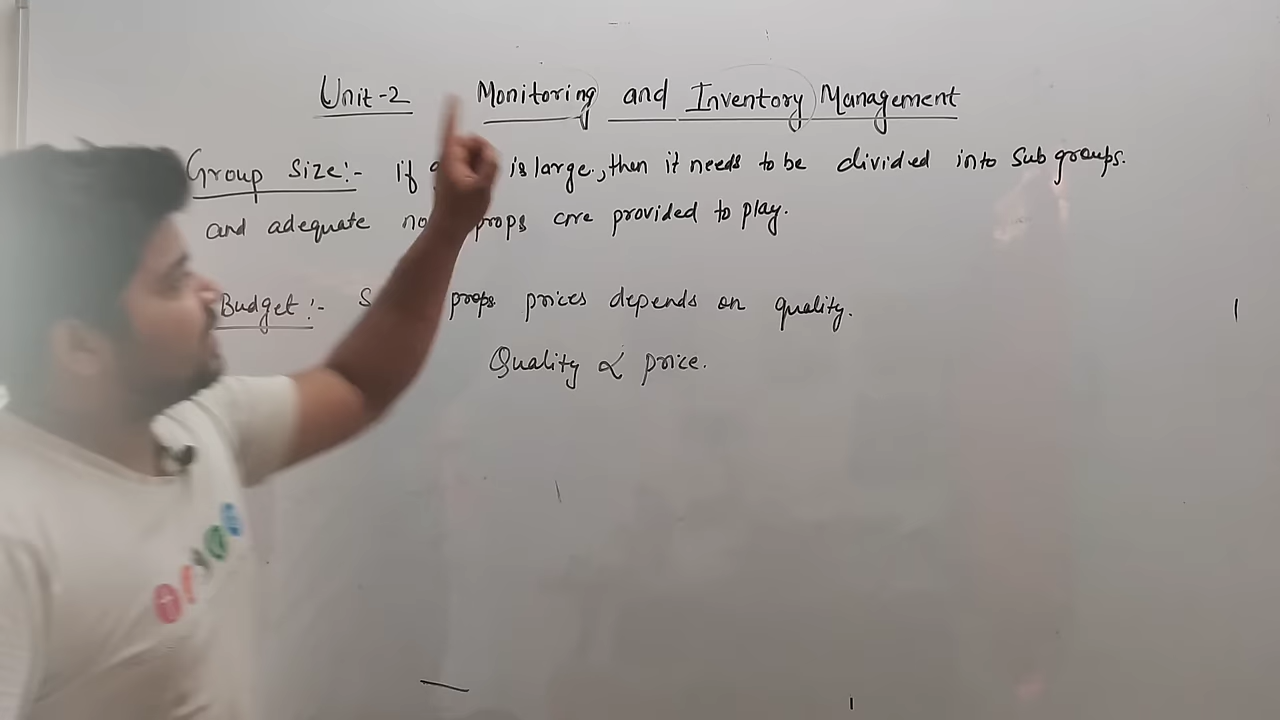 Unit-2 Monitoring and Inventory Management
Group Size:- if is large, then it needs to be divided into Sub groups.
and adequate no props are provided to play.
Budget:- props prices depends on quality.
Quality ∝ price.